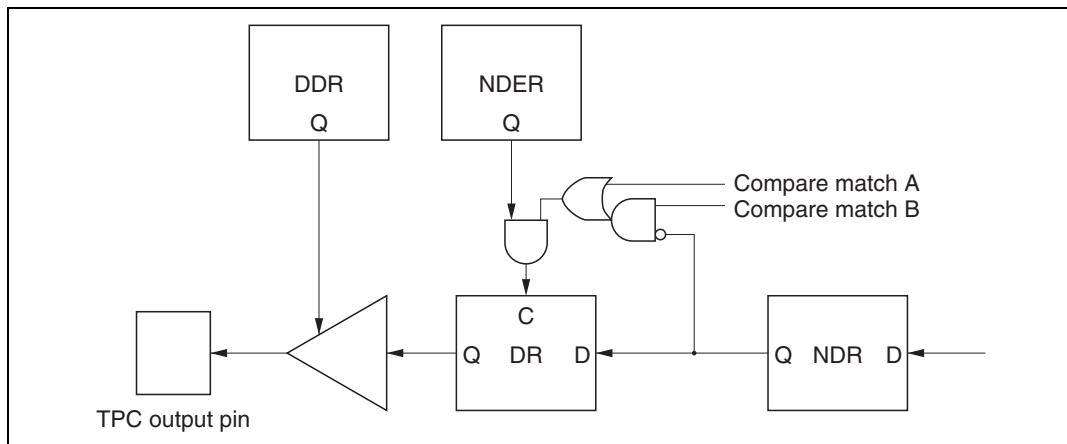 DDR
Q
NDER
Q
Compare match A
Compare match B
C
Q DR D
Q NDR D
TPC output pin